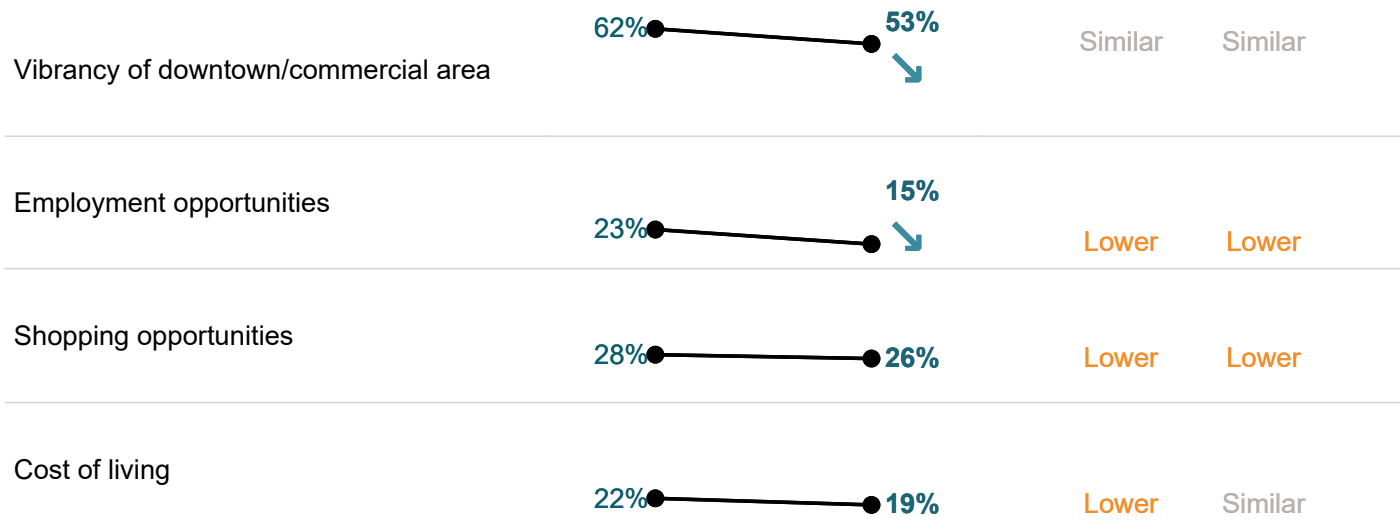 62% 53% Similar Similar
Vibrancy of downtown/commercial area
15%
Employment opportunities
23% Lower Lower
Shopping opportunities
28% 26% Lower Lower
Cost of living
22% 19% Lower Similar